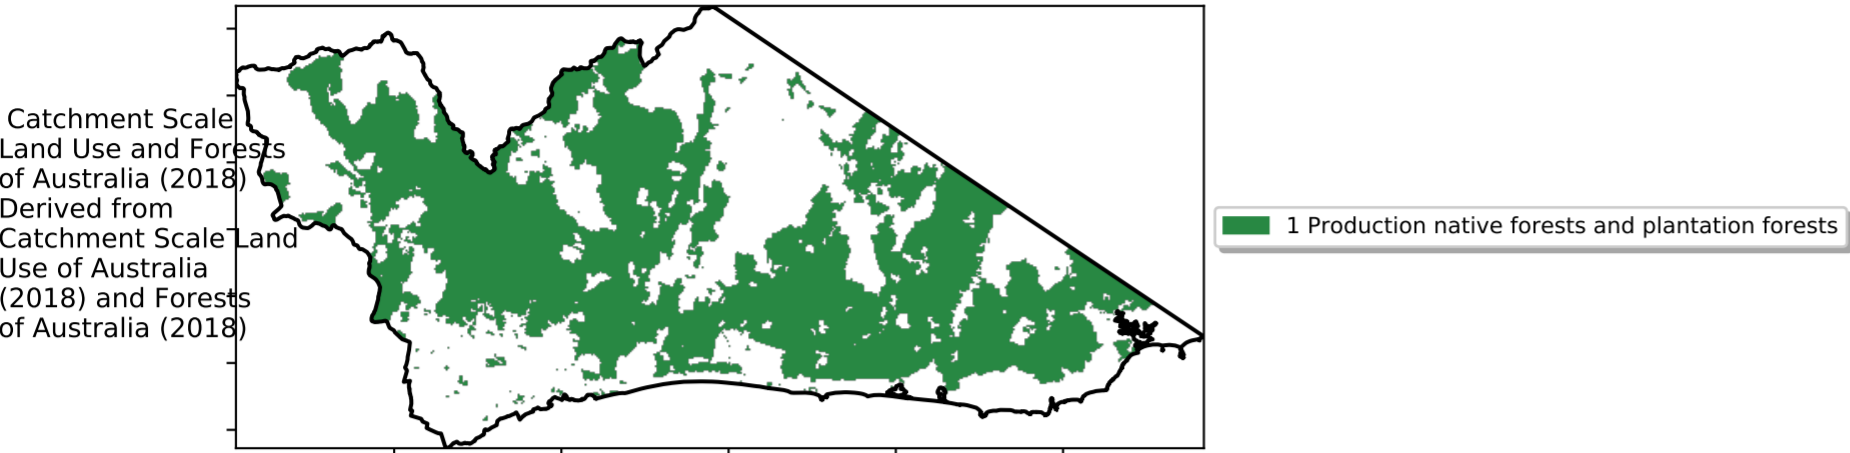 Catchment Scale
Land Use and Forests
of Australia (2018)
Derived from
Catchment Scale Land
Use of Australia
(2018) and Forests
of Australia (2018)
1 Production native forests and plantation forests